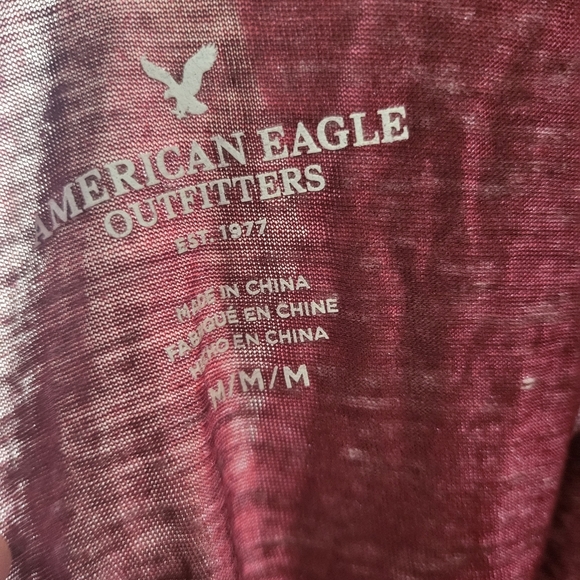 AMERICAN EAGLE
OUTFITTERS
EST. 1977
MADE IN CHINA
FABRIQUÉ EN CHINE
HECHO EN CHINA
M/M/M